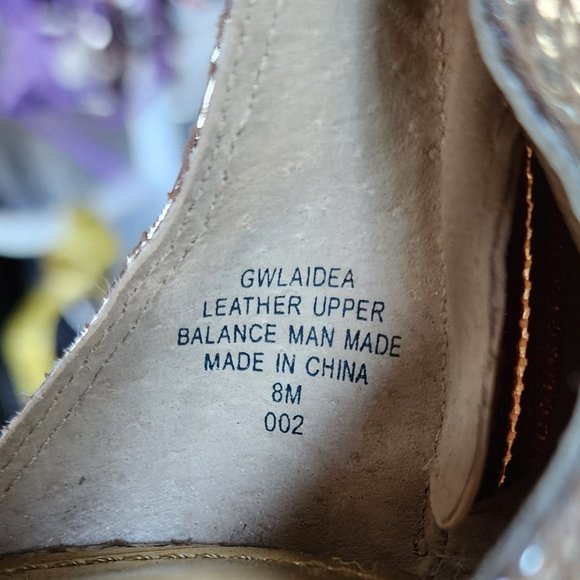 GWLAIDEA
LEATHER UPPER
BALANCE MAN MADE
MADE IN CHINA
8M
002